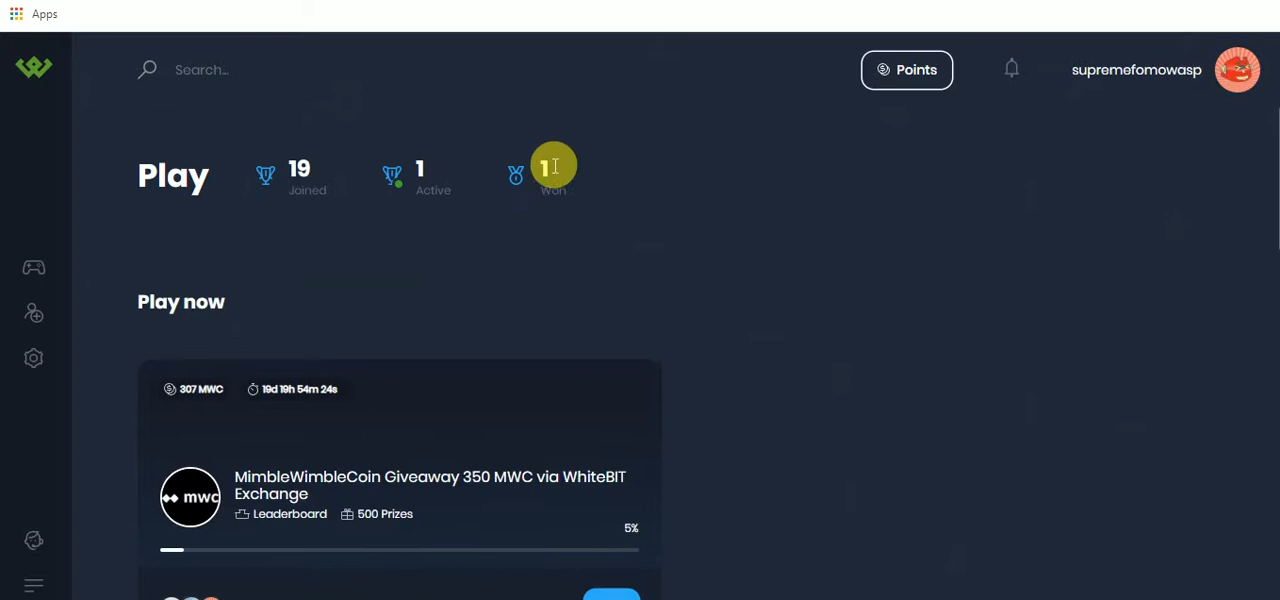 Apps
Search...
Points
supremefomowasp
Play
19
Joined
1
Active
1
Won
Play now
307 MWC
19d 19h 54m 24s
MimbleWimbleCoin Giveaway 350 MWC via WhiteBIT
Exchange
mwc
Leaderboard
500 Prizes
5%